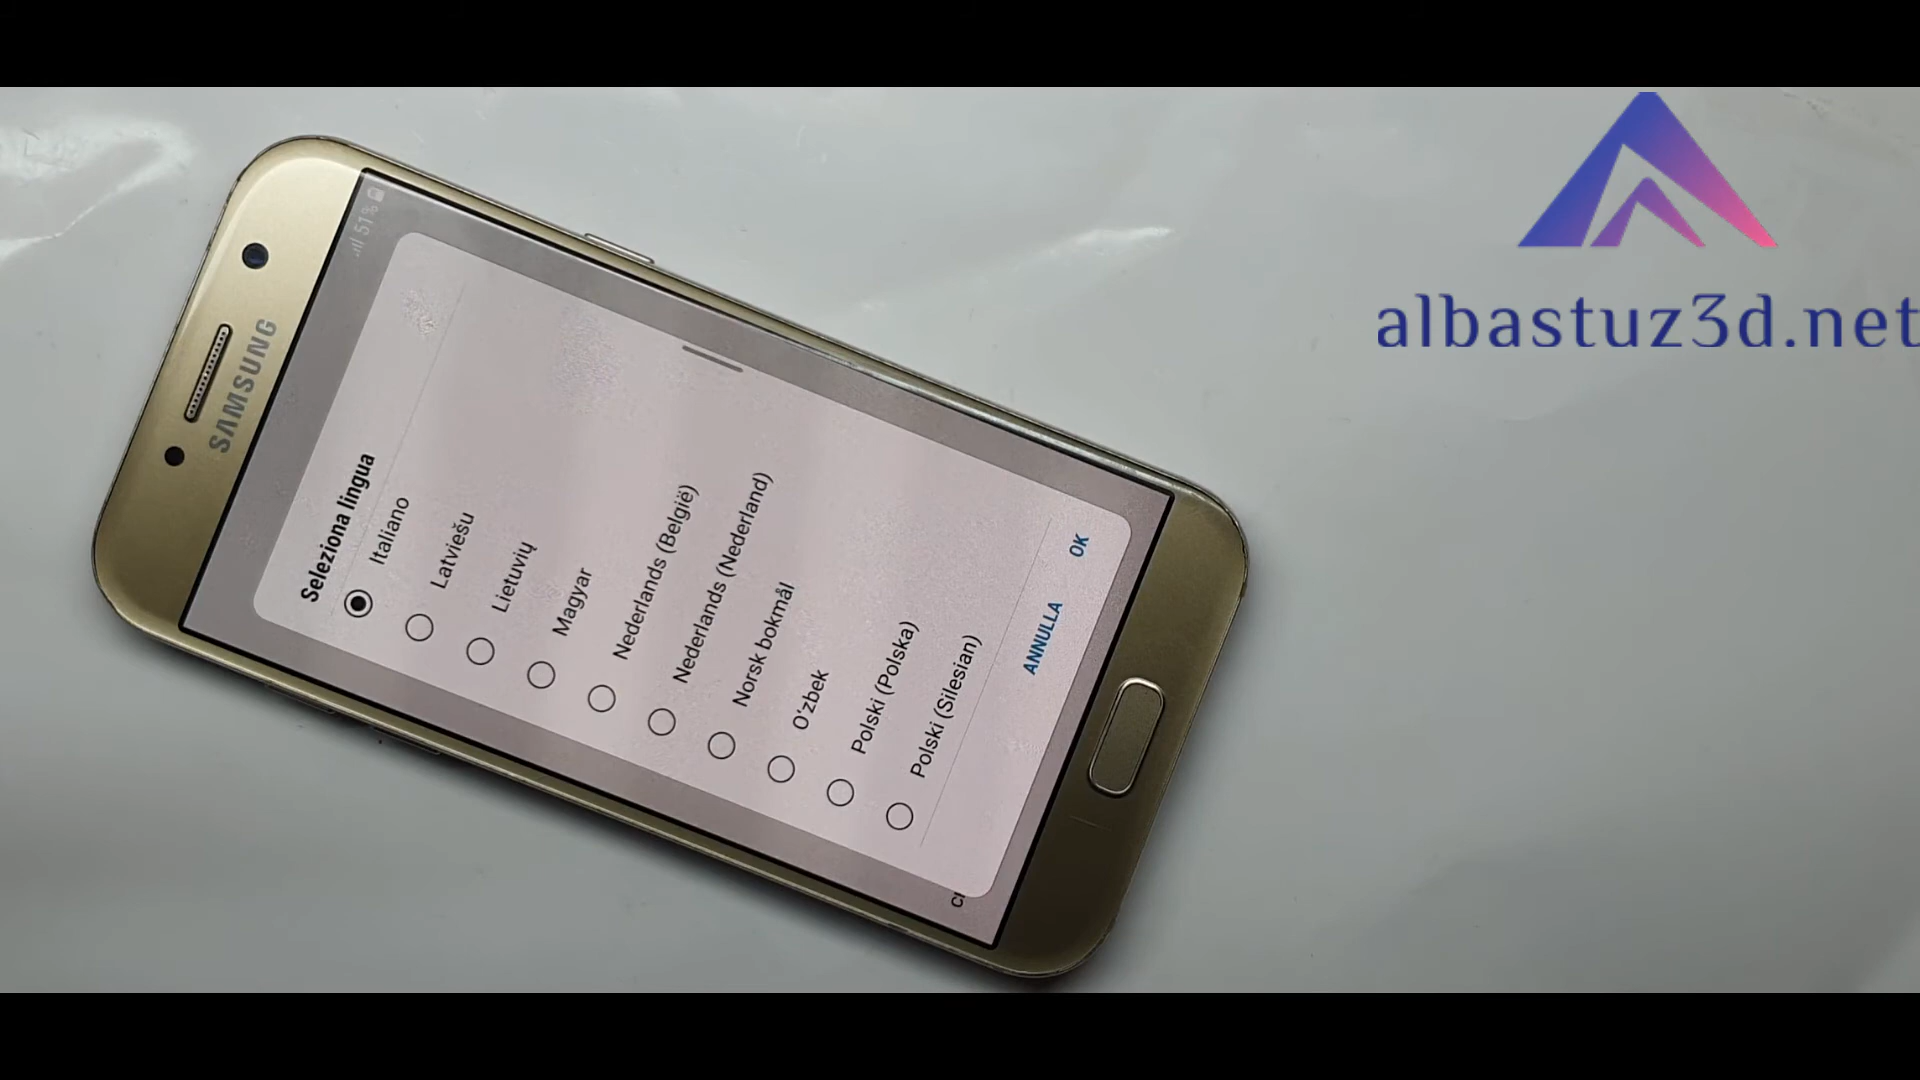 51%
SAMSUNG
Seleziona lingua
Italiano
Latviešu
Lietuvių
Magyar
Nederlands (België)
Nederlands (Nederland)
Norsk bokmål
O'zbek
Polski (Polska)
Polski (Silesian)
ANNULLA
OK
albastuz3d.net